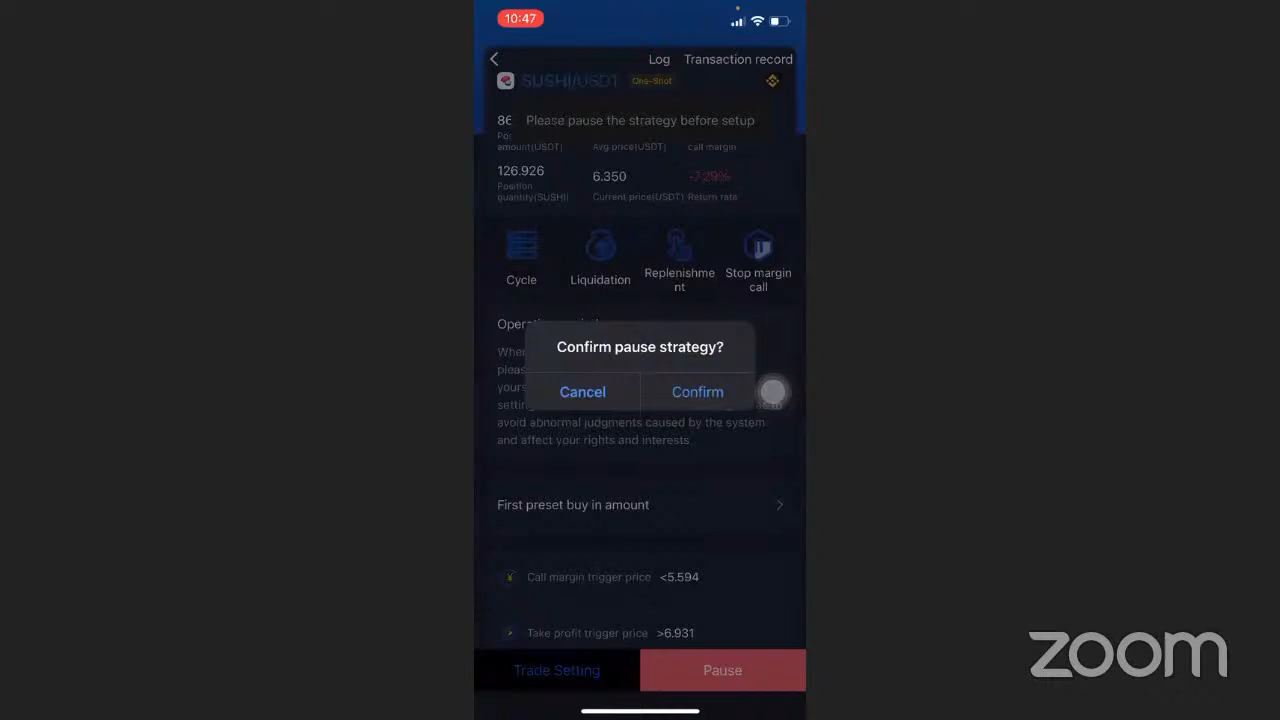 10:47
Log Transaction record
SUSHI/USDT One-Shot
Please pause the strategy before setup
amount(USDT) Avg price(USDT) call margin
126.926 6.350 -7.29%
Position
quantity(SUSHI) Current price(USDT) Return rate
Cycle Liquidation Replenishme
nt Stop margin
call
Confirm pause strategy?
Cancel Confirm
avoid abnormal judgments caused by the system
and affect your rights and interests
First preset buy in amount
Call margin trigger price <5.594
Take profit trigger price >6.931
Trade Setting Pause
zoom